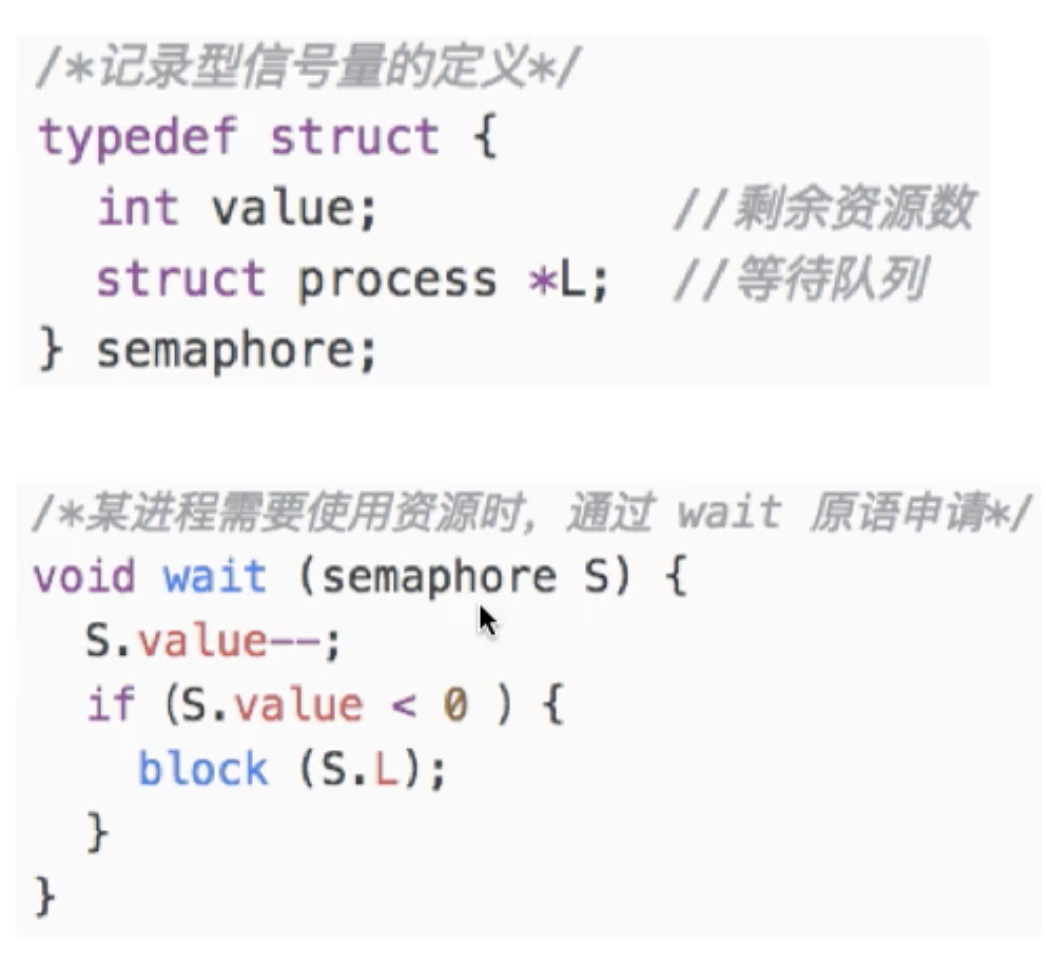 /*记录型信号量的定义*/
typedef struct {
  int value;          //剩余资源数
  struct process *L;  //等待队列
} semaphore;
/*某进程需要使用资源时，通过 wait 原语申请*/
void wait (semaphore S) {
  S.value--;
  if (S.value < 0 ) {
    block (S.L);
  }
}